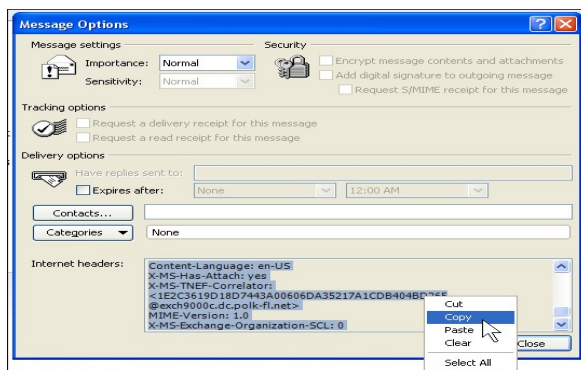 Message Options
Message settings
Security
Importance: Normal
Encrypt message contents and attachments
Add digital signature to outgoing message
Sensitivity: Normal
Request S/MIME receipt for this message
Tracking options
Request a delivery receipt for this message
Request a read receipt for this message
Delivery options
Have replies sent to:
Expires after: None 12:00 AM
Contacts...
Categories None
Internet headers: Content-Language: en-US
X-MS-Has-Attach: yes
X-MS-TNEF-Correlator:
<1E2C3619D18D7443A00606DA35217A1CDB404BD
@exch9000c.dc.polk-fl.net>
MIME-Version: 1.0
X-MS-Exchange-Organization-SCL: 0
Cut
Copy
Paste
Clear
Select All
Close